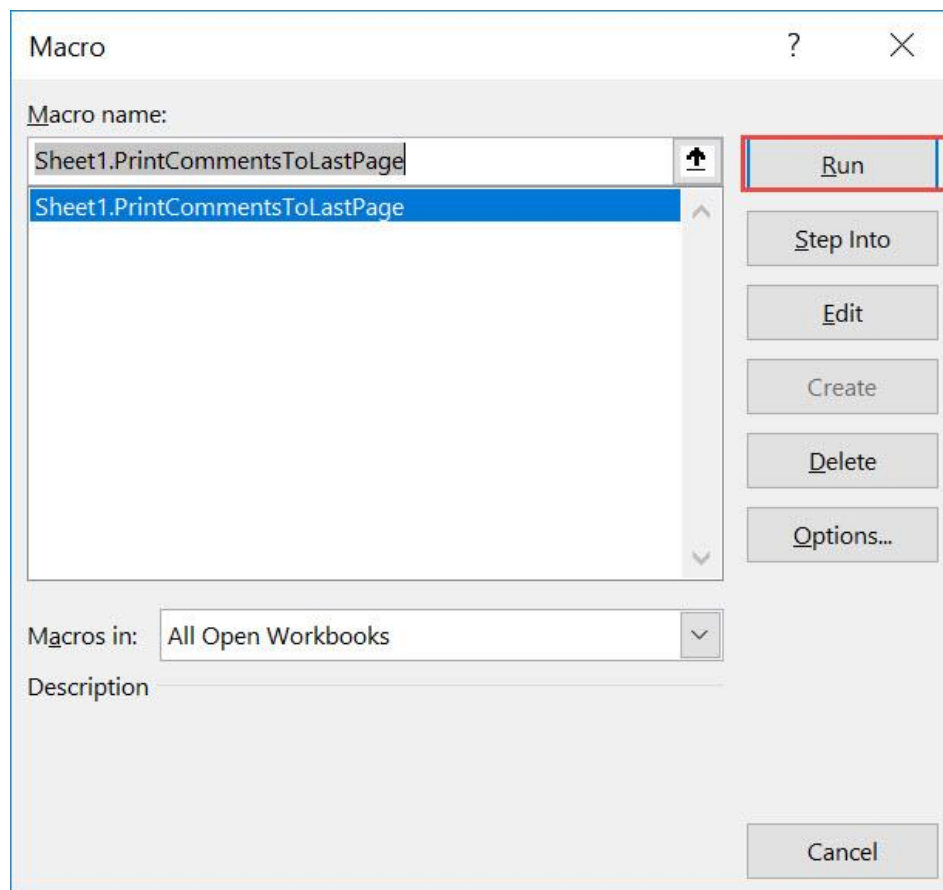 Macro ?
Macro name:
Sheet1.PrintCommentsToLastPage
Sheet1.PrintCommentsToLastPage
Run
Step Into
Edit
Create
Delete
Options...
Macros in: All Open Workbooks
Description
Cancel